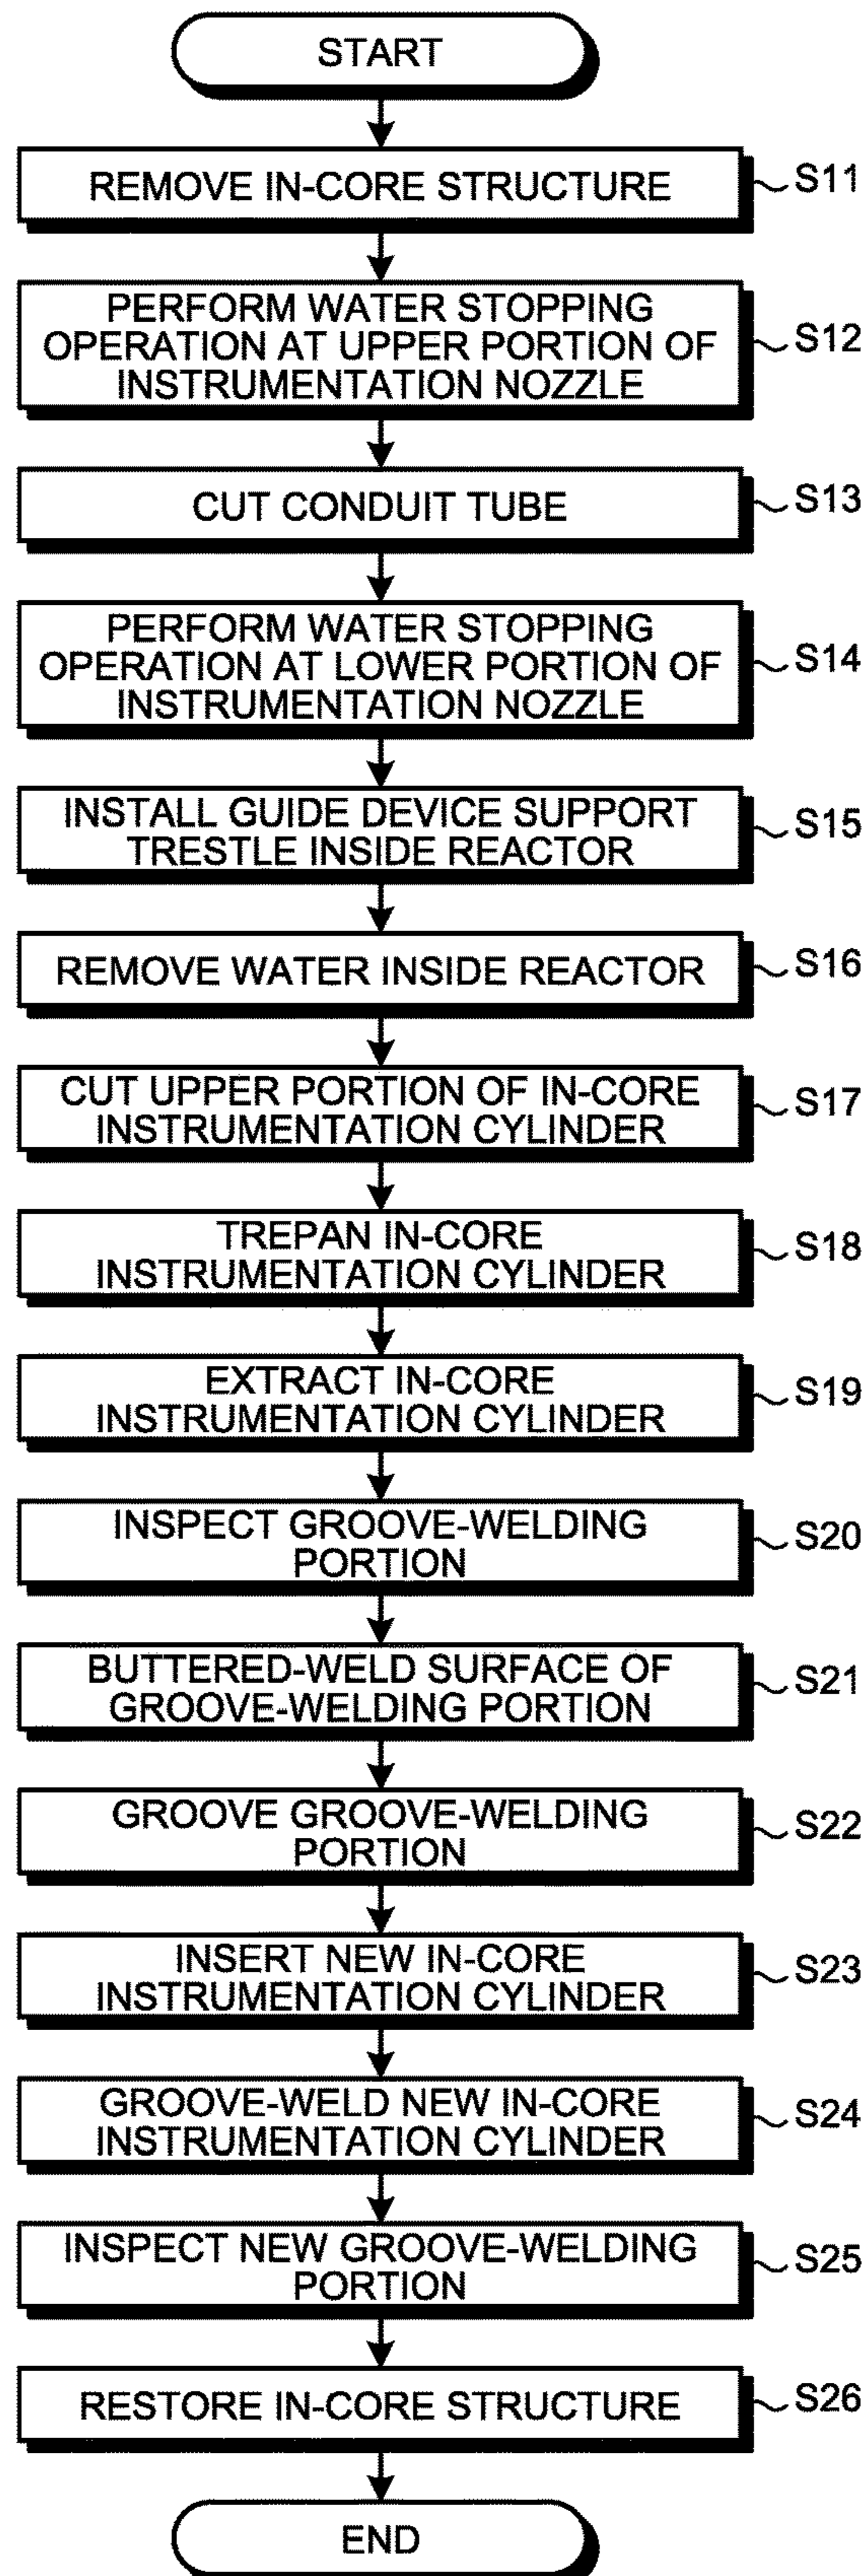 START
REMOVE IN-CORE STRUCTURE
S11
PERFORM WATER STOPPING
OPERATION AT UPPER PORTION OF
INSTRUMENTATION NOZZLE
S12
CUT CONDUIT TUBE
S13
PERFORM WATER STOPPING
OPERATION AT LOWER PORTION OF
INSTRUMENTATION NOZZLE
S14
INSTALL GUIDE DEVICE SUPPORT
TRESTLE INSIDE REACTOR
S15
REMOVE WATER INSIDE REACTOR
S16
CUT UPPER PORTION OF IN-CORE
INSTRUMENTATION CYLINDER
S17
TREPAN IN-CORE
INSTRUMENTATION CYLINDER
S18
EXTRACT IN-CORE
INSTRUMENTATION CYLINDER
S19
INSPECT GROOVE-WELDING
PORTION
S20
BUTTERED-WELD SURFACE OF
GROOVE-WELDING PORTION
S21
GROOVE GROOVE-WELDING
PORTION
S22
INSERT NEW IN-CORE
INSTRUMENTATION CYLINDER
S23
GROOVE-WELD NEW IN-CORE
INSTRUMENTATION CYLINDER
S24
INSPECT NEW GROOVE-WELDING
PORTION
S25
RESTORE IN-CORE STRUCTURE
S26
END